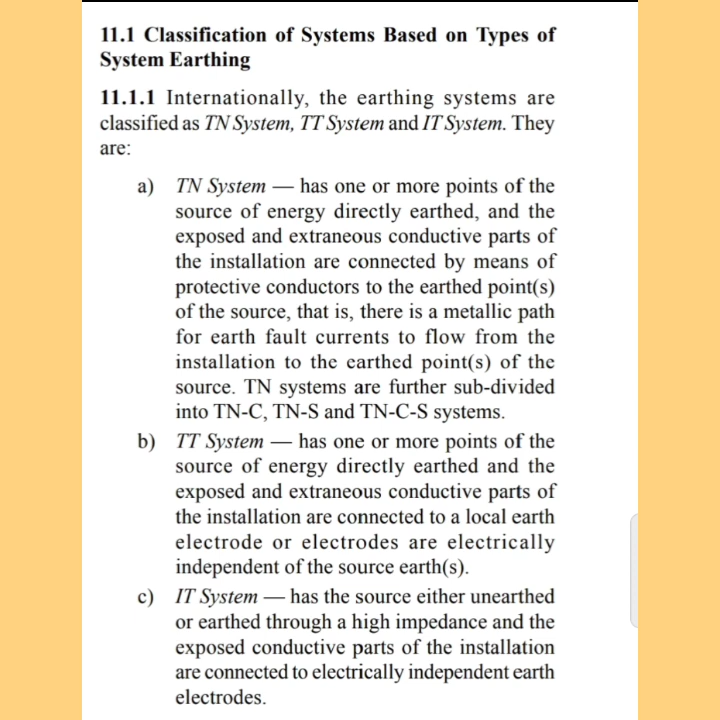 11.1 Classification of Systems Based on Types of
System Earthing
11.1.1 Internationally, the earthing systems are
classified as TN System, TT System and IT System. They
are:
a) TN System — has one or more points of the
source of energy directly earthed, and the
exposed and extraneous conductive parts of
the installation are connected by means of
protective conductors to the earthed point(s)
of the source, that is, there is a metallic path
for earth fault currents to flow from the
installation to the earthed point(s) of the
source. TN systems are further sub-divided
into TN-C, TN-S and TN-C-S systems.
b) TT System — has one or more points of the
source of energy directly earthed and the
exposed and extraneous conductive parts of
the installation are connected to a local earth
electrode or electrodes are electrically
independent of the source earth(s).
c) IT System — has the source either unearthed
or earthed through a high impedance and the
exposed conductive parts of the installation
are connected to electrically independent earth
electrodes.